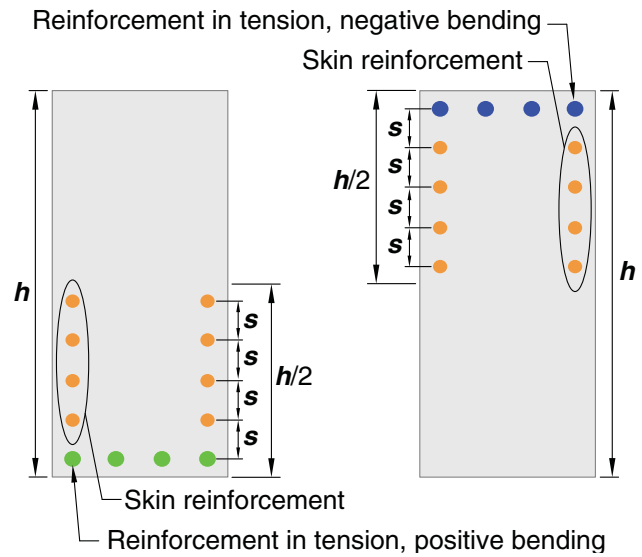 Reinforcement in tension, negative bending
Skin reinforcement
h
h/2
s
s
s
s
h
s
s
s
s
h/2
h
Skin reinforcement
Reinforcement in tension, positive bending